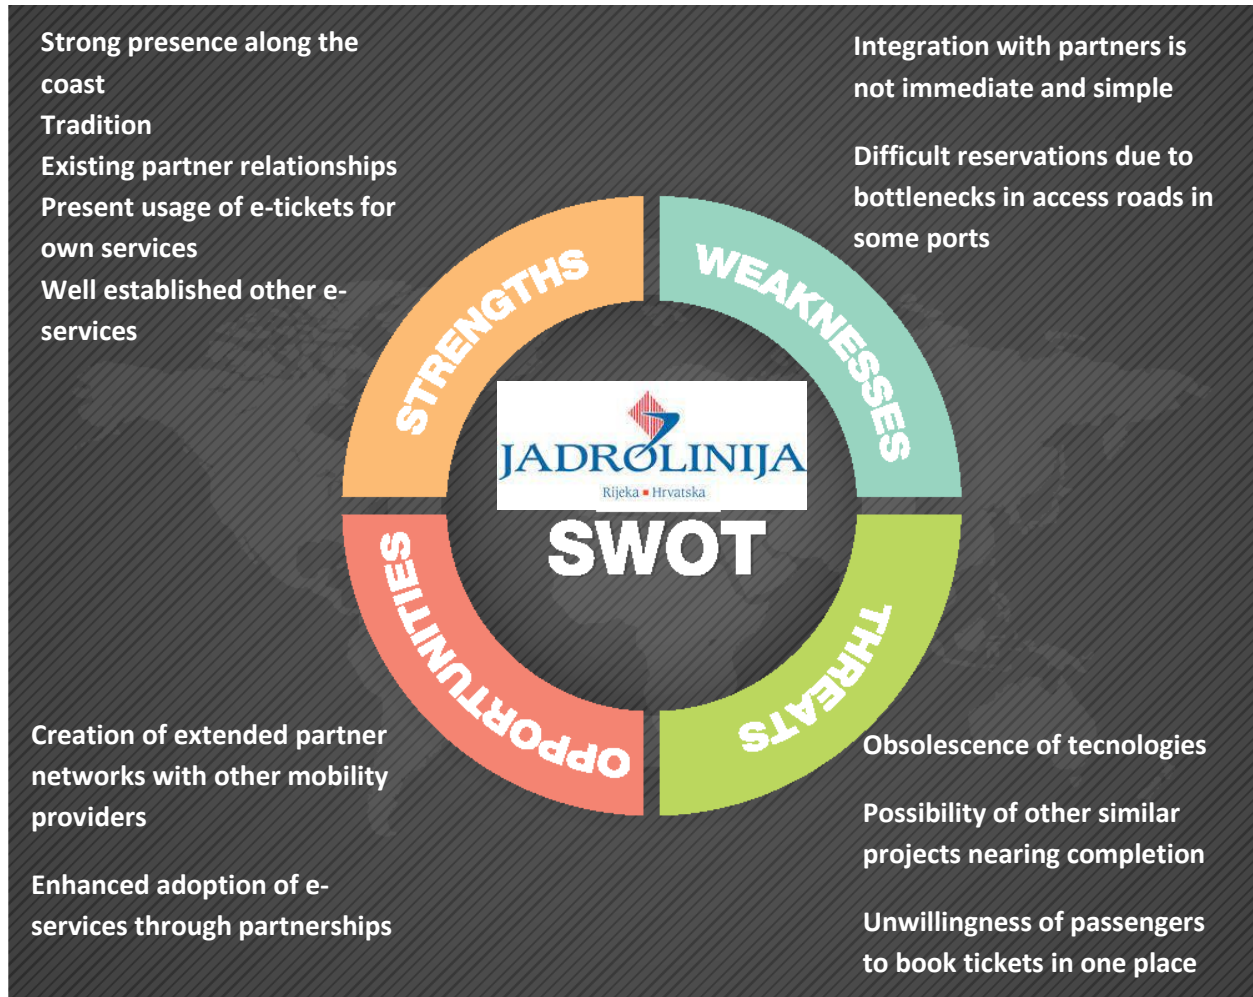 Strong presence along the
coast
Tradition
Existing partner relationships
Present usage of e-tickets for
own services
Well established other e-
services
Integration with partners is
not immediate and simple
Difficult reservations due to
bottlenecks in access roads in
some ports
STRENGTHS
WEAKNESSES
JADROLINIJA
Rijeka ▪ Hrvatska
SWOT
OPPORTUNITIES
THREATS
Creation of extended partner
networks with other mobility
providers
Enhanced adoption of e-
services through partnerships
Obsolescence of tecnologies
Possibility of other similar
projects nearing completion
Unwillingness of passengers
to book tickets in one place